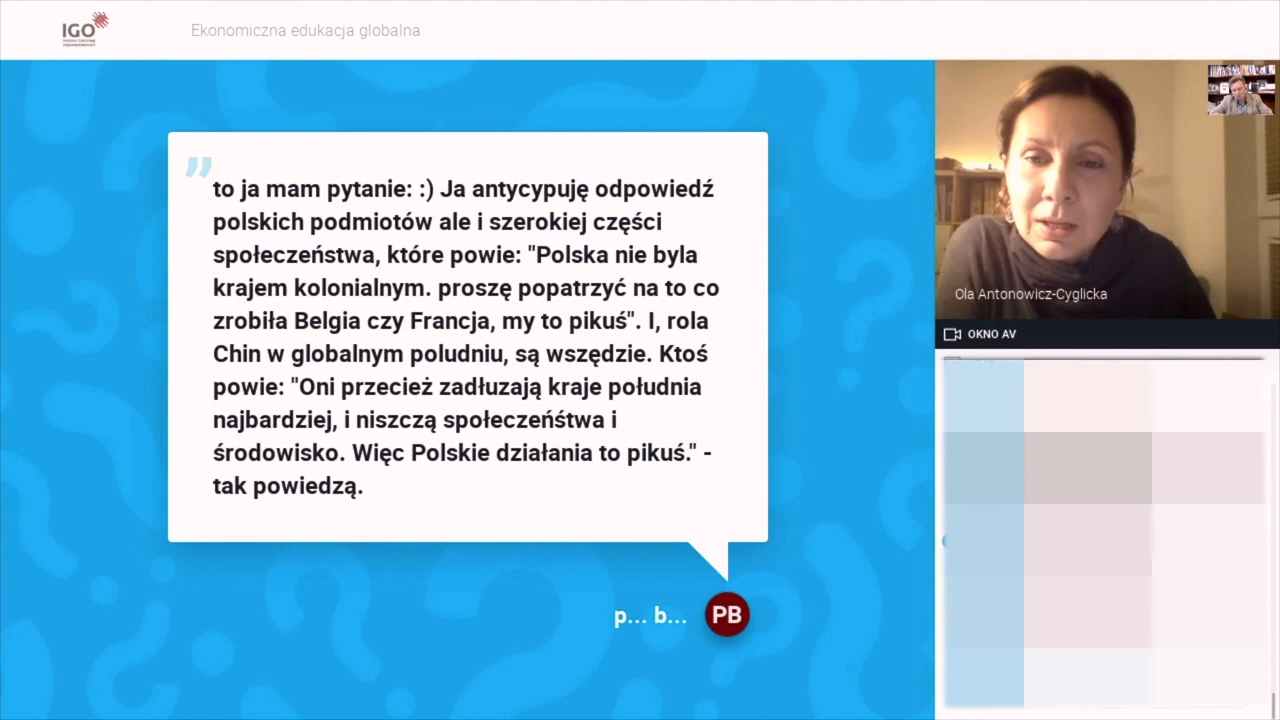 IGO
Ekonomiczna edukacja globalna
to ja mam pytanie: :) Ja antycypuję odpowiedź
polskich podmiotów ale i szerokiej części
społeczeństwa, które powie: "Polska nie byla
krajem kolonialnym. proszę popatrzyć na to co
zrobiła Belgia czy Francja, my to pikuś". I, rola
Chin w globalnym poludniu, są wszędzie. Ktoś
powie: "Oni przecież zadłuzają kraje południa
najbardziej, i niszczą społeczeńśtwa i
środowisko. Więc Polskie działania to pikuś." -
tak powiedzą.
p... b... PB
Ola Antonowicz-Cyglicka
OKNO AV